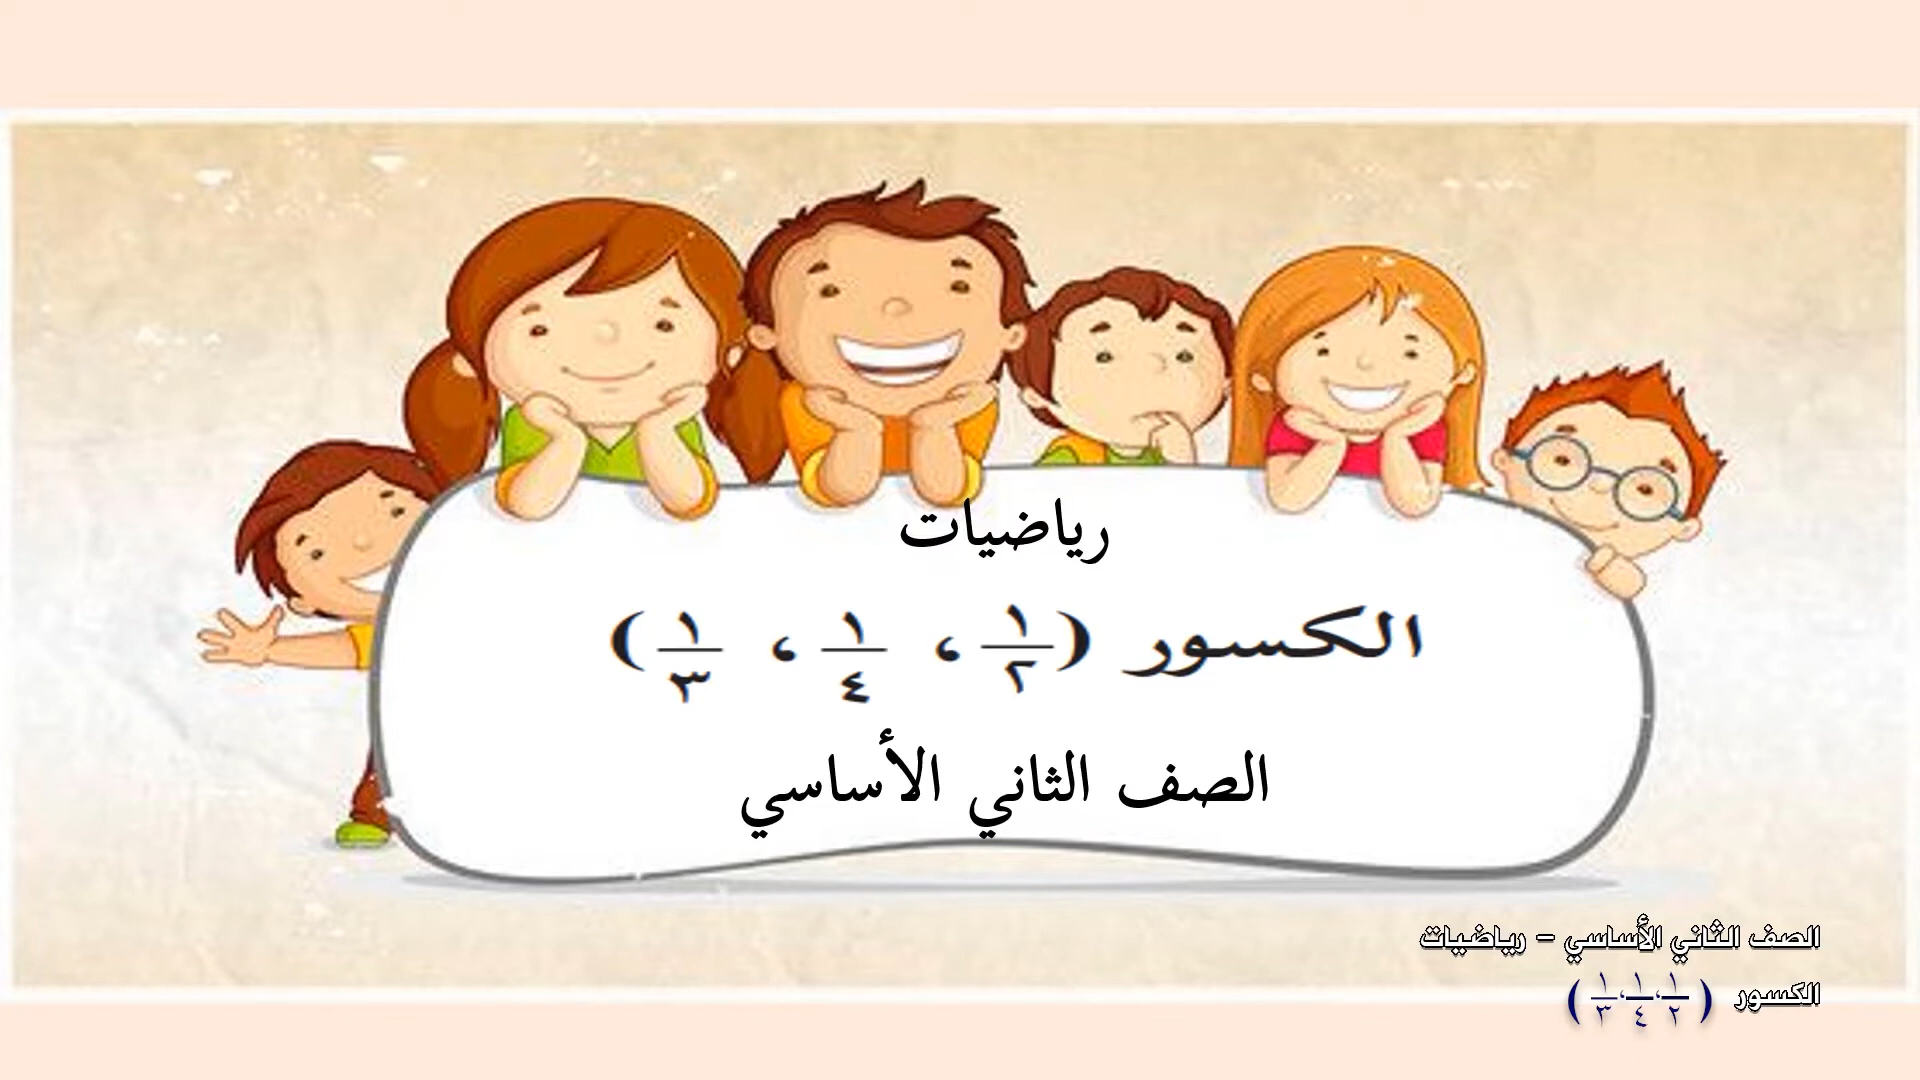 رياضيات
الكسور (١/٢ ، ١/٤ ، ١/٣)
الصف الثاني الأساسي
الصف الثاني الأساسي – رياضيات
الكسور (١/٢ ، ١/٤ ، ١/٣)